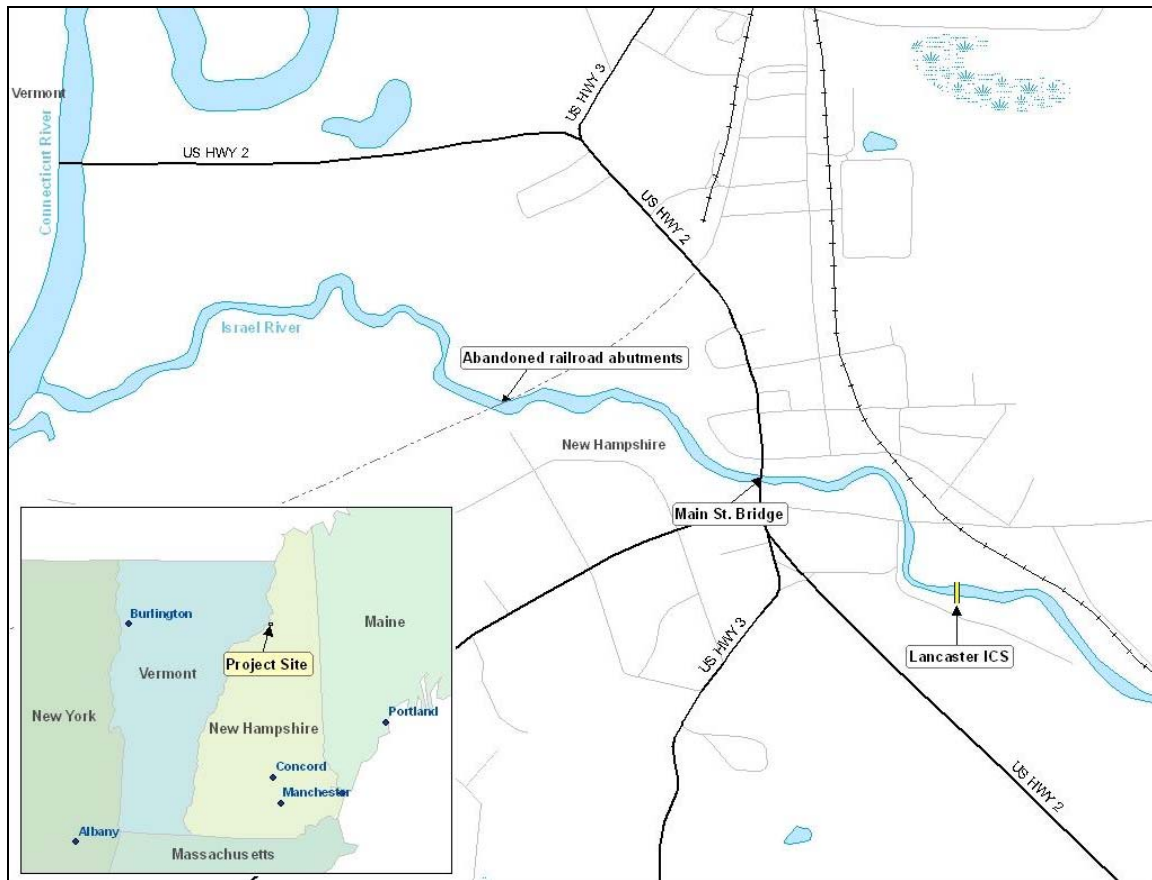 Vermont
Connecticut River
US HWY 2
US HWY 3
US HWY 2
Israel River
Abandoned railroad abutments
New Hampshire
Main St. Bridge
Lancaster ICS
US HWY 3
US HWY 2
Burlington
Maine
Project Site
Vermont
New York
Portland
New Hampshire
Concord
Manchester
Albany
Massachusetts